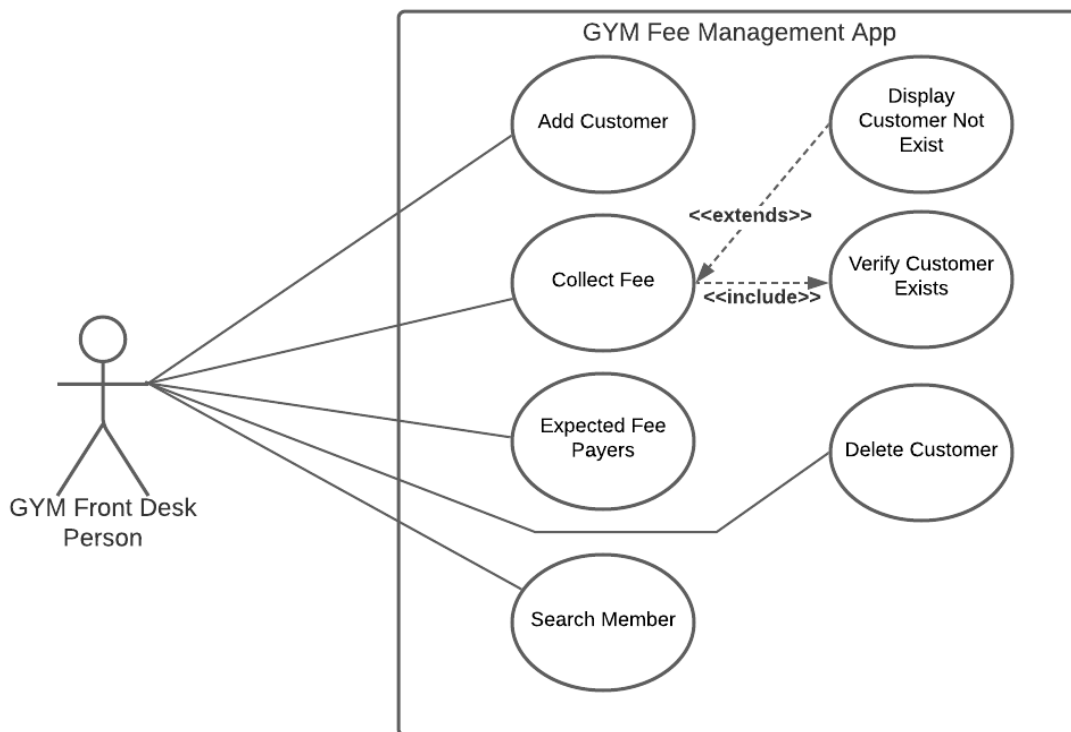 GYM Fee Management App
Add Customer
Display
Customer Not
Exist
<<extends>>
Collect Fee
Verify Customer
Exists
<<include>>
Expected Fee
Payers
Delete Customer
GYM Front Desk
Person
Search Member